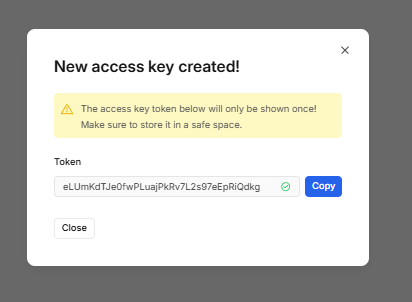 New access key created!
The access key token below will only be shown once!
Make sure to store it in a safe space.
Token
eLUmKdTJe0fwPLuajPkRv7L2s97eEpRiQdkg
Copy
Close